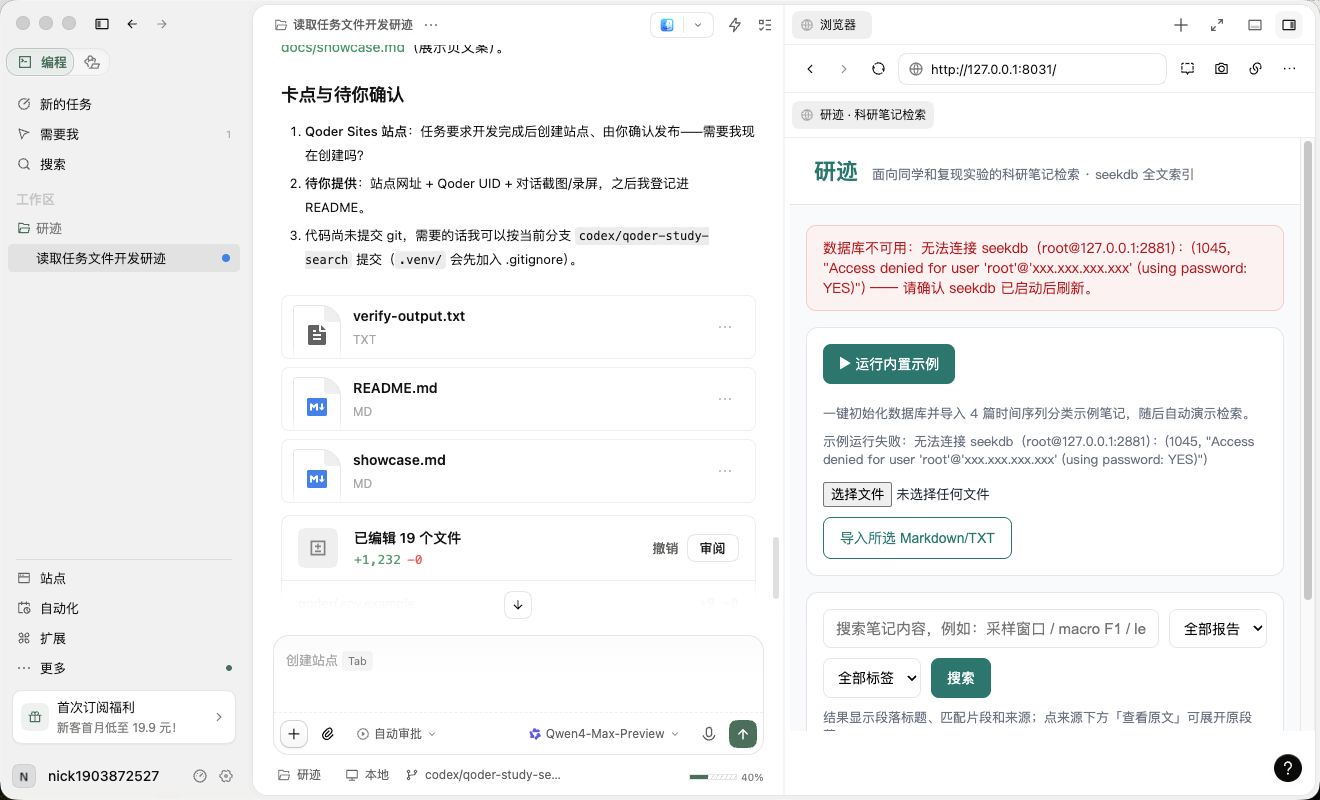 编程
新的任务
需要我 1
搜索
工作区
研迹
读取任务文件开发研迹
站点
自动化
扩展
更多
首次订阅福利
新客首月低至 19.9 元!
N nick1903872527
读取任务文件开发研迹 ···
docs/showcase.md（展示页文案）。
卡点与待你确认
1. Qoder Sites 站点：任务要求开发完成后创建站点、由你确认发布——需要我现
在创建吗?
2. 待你提供：站点网址 + Qoder UID + 对话截图/录屏，之后我登记进
README。
3. 代码尚未提交 git，需要的话我可以按当前分支 codex/qoder-study-
search 提交（.venv/ 会先加入 .gitignore）。
verify-output.txt
TXT
README.md
MD
showcase.md
MD
已编辑 19 个文件
+1,232 −0
撤销 审阅
创建站点 Tab
自动审批
Qwen4-Max-Preview
研迹 本地 codex/qoder-study-se... 40%
浏览器
http://127.0.0.1:8031/
研迹 · 科研笔记检索
研迹 面向同学和复现实验的科研笔记检索 · seekdb 全文索引
数据库不可用：无法连接 seekdb（root@127.0.0.1:2881）：(1045,
"Access denied for user 'root'@'xxx.xxx.xxx.xxx' (using password:
YES)") —— 请确认 seekdb 已启动后刷新。
▶ 运行内置示例
一键初始化数据库并导入 4 篇时间序列分类示例笔记，随后自动演示检索。
示例运行失败：无法连接 seekdb（root@127.0.0.1:2881）：(1045, "Access
denied for user 'root'@'xxx.xxx.xxx.xxx' (using password: YES)")
选择文件 未选择任何文件
导入所选 Markdown/TXT
搜索笔记内容，例如：采样窗口 / macro F1 / le
全部报告
全部标签
搜索
结果显示段落标题、匹配片段和来源；点来源下方「查看原文」可展开原段
?